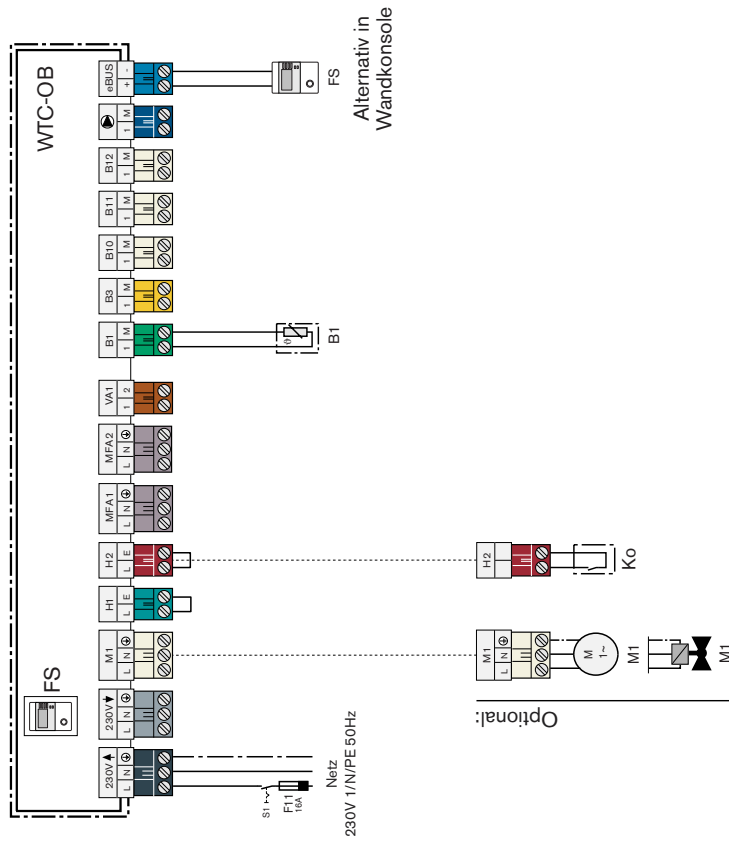 WTC-OB
FS
230V
L N
230V
L N
M1
L N
H1
L E
H2
L E
MFA1
L N
MFA2
L N
VA1
1 2
B1
1 M
B3
1 M
B10
1 M
B11
1 M
B12
1 M
1 M
eBUS
+ -
S1
F11
16A
Netz
230V 1/N/PE 50Hz
ϑ
B1
FS
Alternativ in
Wandkonsole
Optional:
M1
L N
M
1~
M1
M1
H2
L E
Ko